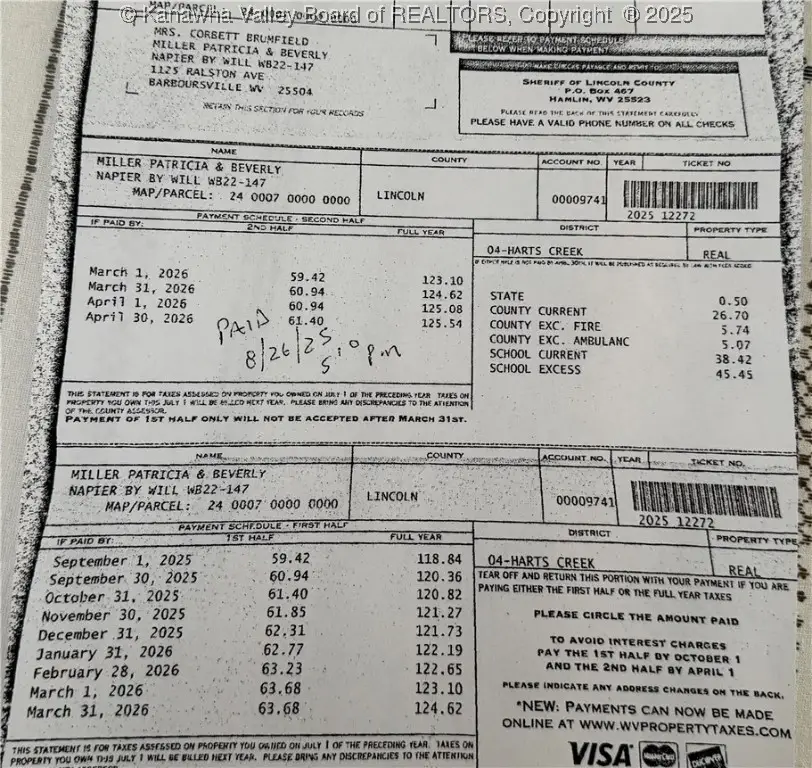 © Kanawha Valley Board of REALTORS, Copyright ® 2025
MAP/PARCEL:
MRS. CORBETT BRUMFIELD
MILLER PATRICIA & BEVERLY
NAPIER BY WILL WB22-147
1125 RALSTON AVE
BARBOURSVILLE WV 25504
RETAIN THIS SECTION FOR YOUR RECORDS
PLEASE REFER TO PAYMENT SCHEDULE
BELOW WHEN MAKING PAYMENT
SHERIFF OF LINCOLN COUNTY
P.O. BOX 467
HAMLIN, WV 25523
PLEASE READ THE BACK OF THIS STATEMENT CAREFULLY
PLEASE HAVE A VALID PHONE NUMBER ON ALL CHECKS
NAME COUNTY ACCOUNT NO YEAR TICKET NO
MILLER PATRICIA & BEVERLY
NAPIER BY WILL WB22-147
MAP/PARCEL: 24 0007 0000 0000 LINCOLN 00009741
2025 12272
PAYMENT SCHEDULE - SECOND HALF
IF PAID BY: 2ND HALF FULL YEAR
March 1, 2026 59.42 123.10
March 31, 2026 60.94 124.62
April 1, 2026 60.94 125.08
April 30, 2026 61.40 125.54
PAID
8/26/25
5:0 pm
DISTRICT PROPERTY TYPE
04-HARTS CREEK REAL
STATE 0.50
COUNTY CURRENT 26.70
COUNTY EXC. FIRE 5.74
COUNTY EXC. AMBULANC 5.07
SCHOOL CURRENT 38.42
SCHOOL EXCESS 45.45
THIS STATEMENT IS FOR TAXES ASSESSED ON PROPERTY YOU OWNED ON JULY 1 OF THE PRECEDING YEAR. TAXES ON
PROPERTY YOU OWN THIS JULY 1 WILL BE BILLED NEXT YEAR. PLEASE BRING ANY DISCREPANCIES TO THE ATTENTION
OF THE COUNTY ASSESSOR.
PAYMENT OF 1ST HALF ONLY WILL NOT BE ACCEPTED AFTER MARCH 31ST.
NAME COUNTY ACCOUNT NO. YEAR TICKET NO.
MILLER PATRICIA & BEVERLY
NAPIER BY WILL WB22-147
MAP/PARCEL: 24 0007 0000 0000 LINCOLN 00009741
2025 12272
PAYMENT SCHEDULE - FIRST HALF
IF PAID BY: 1ST HALF FULL YEAR
September 1, 2025 59.42 118.84
September 30, 2025 60.94 120.36
October 31, 2025 61.40 120.82
November 30, 2025 61.85 121.27
December 31, 2025 62.31 121.73
January 31, 2026 62.77 122.19
February 28, 2026 63.23 122.65
March 1, 2026 63.68 123.10
March 31, 2026 63.68 124.62
DISTRICT PROPERTY TYPE
04-HARTS CREEK REAL
TEAR OFF AND RETURN THIS PORTION WITH YOUR PAYMENT IF YOU ARE
PAYING EITHER THE FIRST HALF OR THE FULL YEAR TAXES
PLEASE CIRCLE THE AMOUNT PAID
TO AVOID INTEREST CHARGES
PAY THE 1ST HALF BY OCTOBER 1
AND THE 2ND HALF BY APRIL 1
PLEASE INDICATE ANY ADDRESS CHANGES ON THE BACK.
*NEW: PAYMENTS CAN NOW BE MADE
ONLINE AT WWW.WVPROPERTYTAXES.COM
VISA MasterCard DISCOVER
THIS STATEMENT IS FOR TAXES ASSESSED ON PROPERTY YOU OWNED ON JULY 1 OF THE PRECEDING YEAR. TAXES ON
PROPERTY YOU OWN THIS JULY 1 WILL BE BILLED NEXT YEAR. PLEASE BRING ANY DISCREPANCIES TO THE ATTENTION